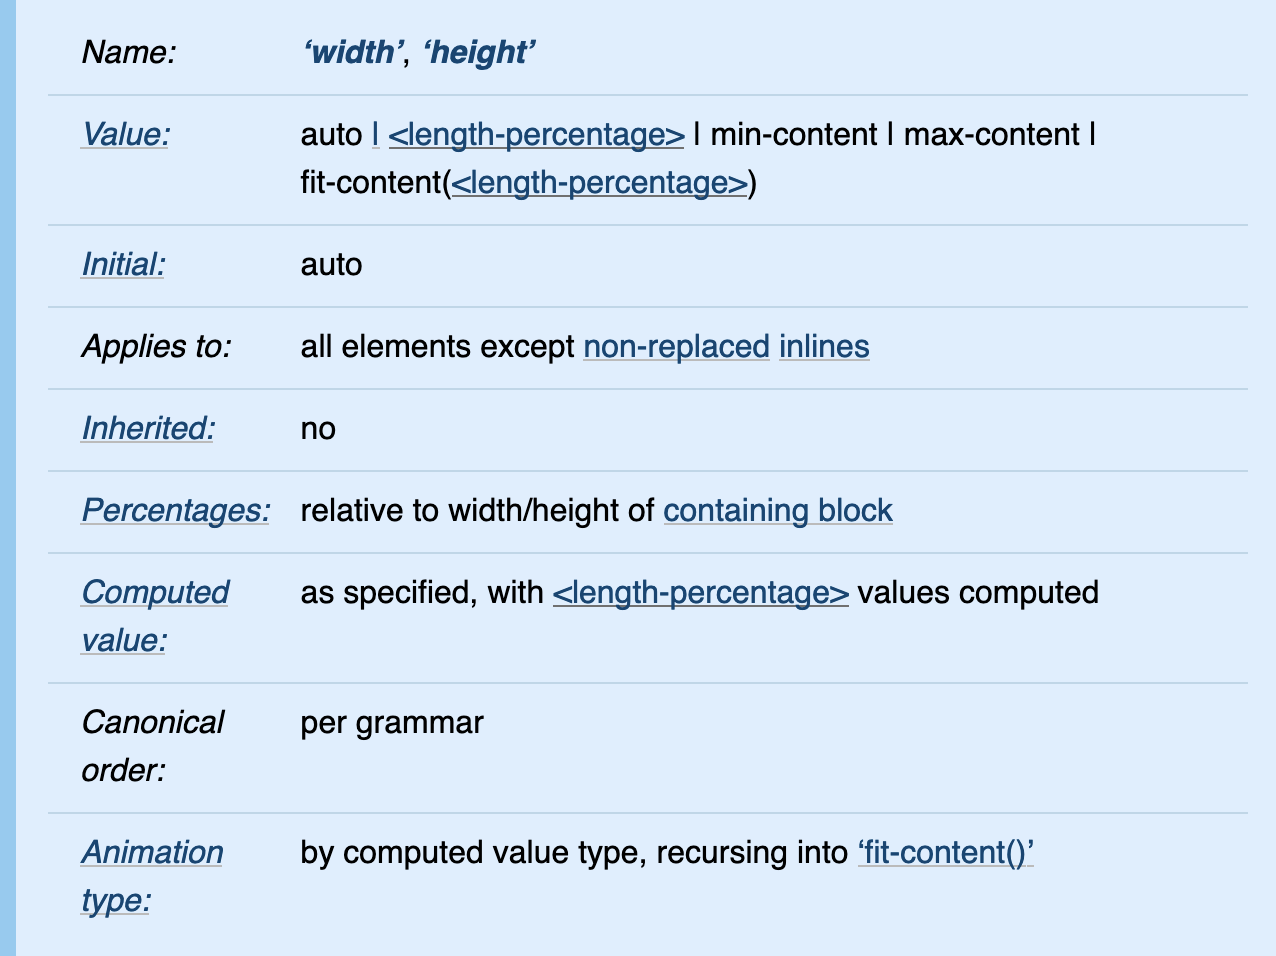 Name: ‘width’, ‘height’
Value: auto | <length-percentage> | min-content | max-content |
fit-content(<length-percentage>)
Initial: auto
Applies to: all elements except non-replaced inlines
Inherited: no
Percentages: relative to width/height of containing block
Computed as specified, with <length-percentage> values computed
value:
Canonical per grammar
order:
Animation by computed value type, recursing into ‘fit-content()’
type: